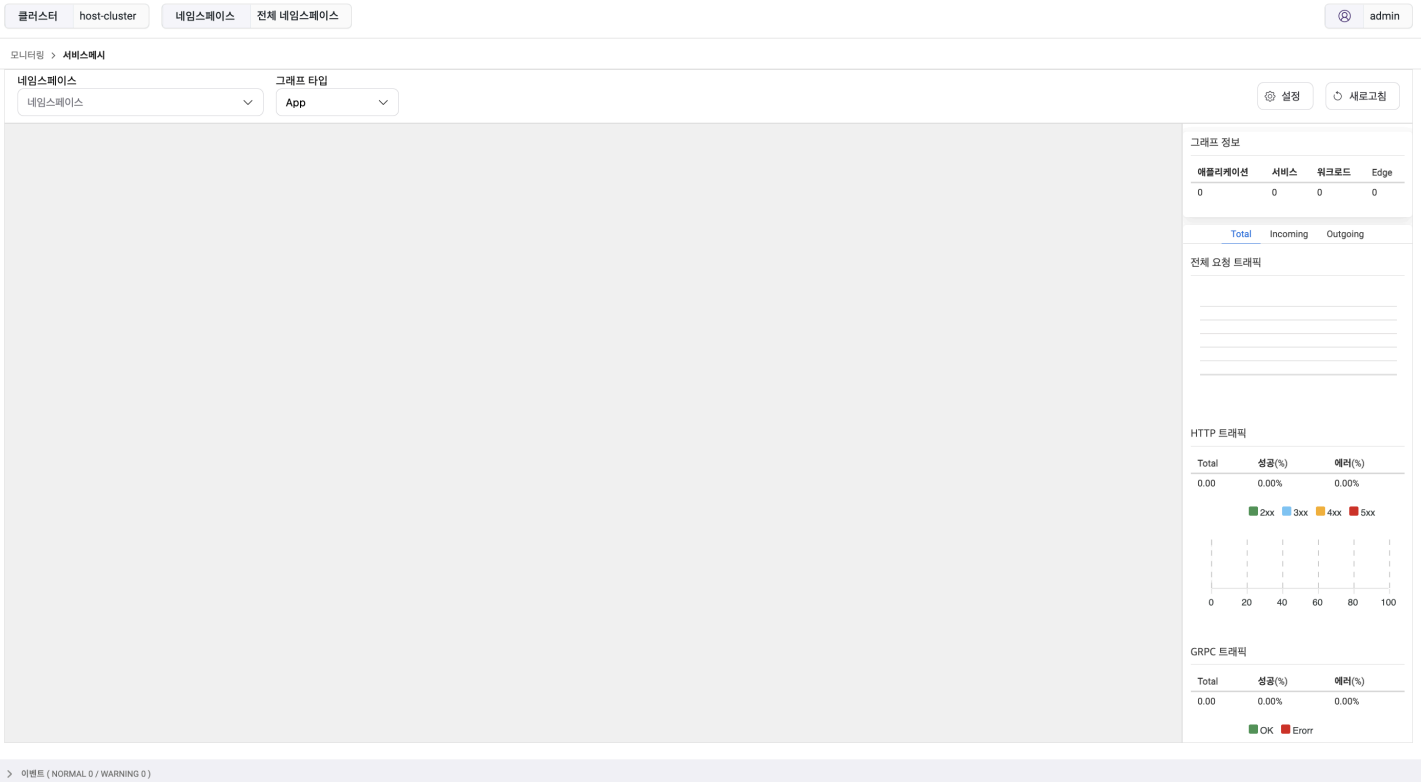 클러스터 host-cluster 네임스페이스 전체 네임스페이스 admin
모니터링 > 서비스메시
네임스페이스 그래프 타입
네임스페이스 App 설정 새로고침
그래프 정보
애플리케이션 서비스 워크로드 Edge
0 0 0 0
Total Incoming Outgoing
전체 요청 트래픽
HTTP 트래픽
Total 성공(%) 에러(%)
0.00 0.00% 0.00%
2xx 3xx 4xx 5xx
0 20 40 60 80 100
GRPC 트래픽
Total 성공(%) 에러(%)
0.00 0.00% 0.00%
OK Erorr
이벤트 ( NORMAL 0 / WARNING 0 )